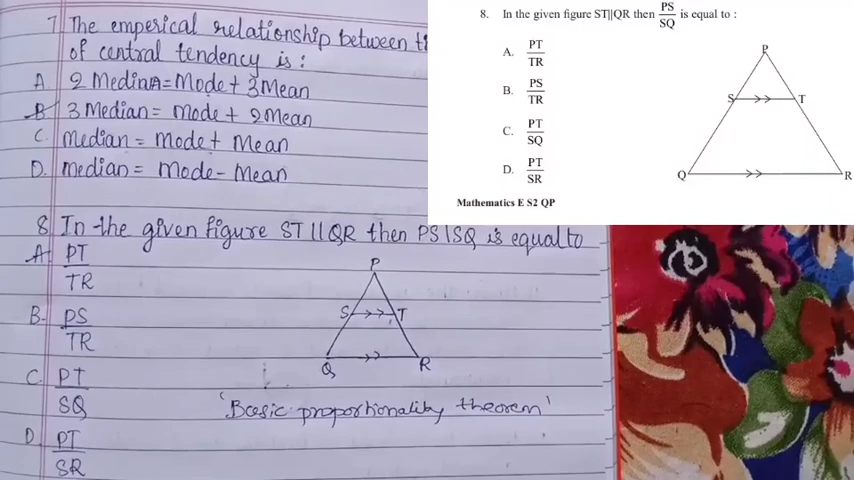 7 The emperical relationship between
of central tendency is:
A. 2 Median = Mode + 3 Mean
B. 3 Median = mode + 2 Mean
C. median = mode + Mean
D. median = mode - Mean
8 In the given figure ST || QR then PS|SQ is equal to
A. PT
TR
B. PS
TR
C. PT
SQ
D. PT
SR
P
S
T
Q
R
'Basic proportionality theorem'
8. In the given figure ST||QR then PS/SQ is equal to :
A. PT
TR
B. PS
TR
C. PT
SQ
D. PT
SR
P
S
T
Q
R
Mathematics E S2 QP